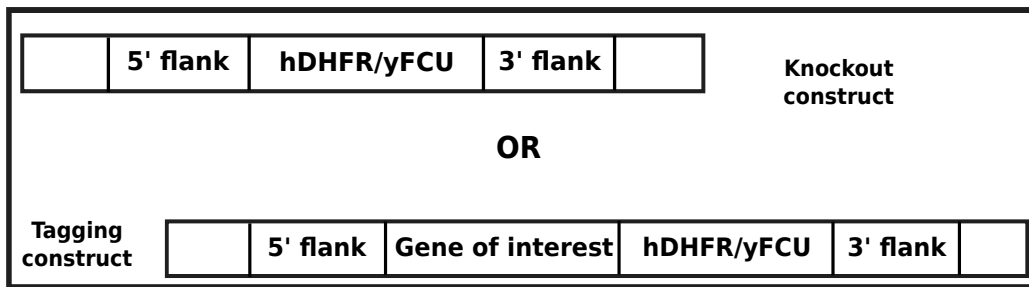 5' flank hDHFR/yFCU 3' flank
Knockout
construct
OR
Tagging
construct
5' flank Gene of interest hDHFR/yFCU 3' flank